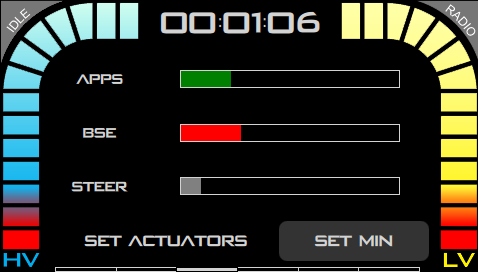 IDLE
00:01:06
RADIO
APPS
BSE
STEER
SET ACTUATORS
SET MIN
HV
LV